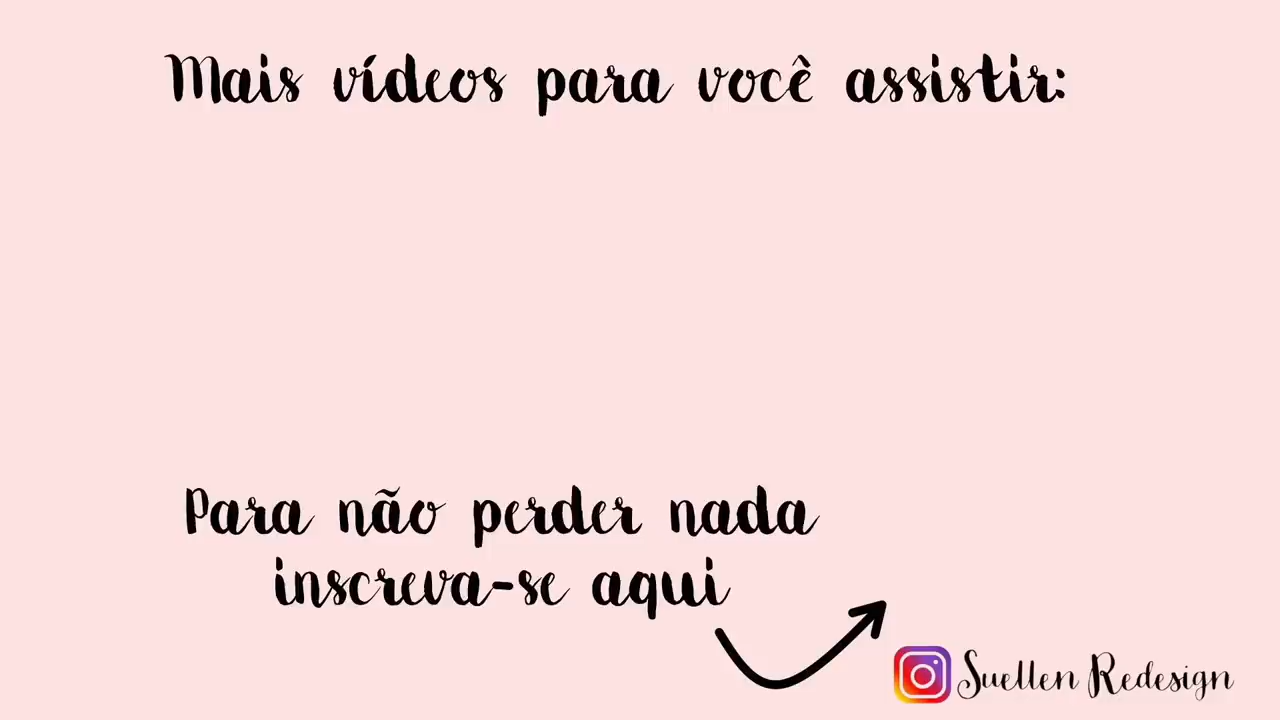 Mais vídeos para você assistir:
Para não perder nada
inscreva-se aqui
Suellen Redesign